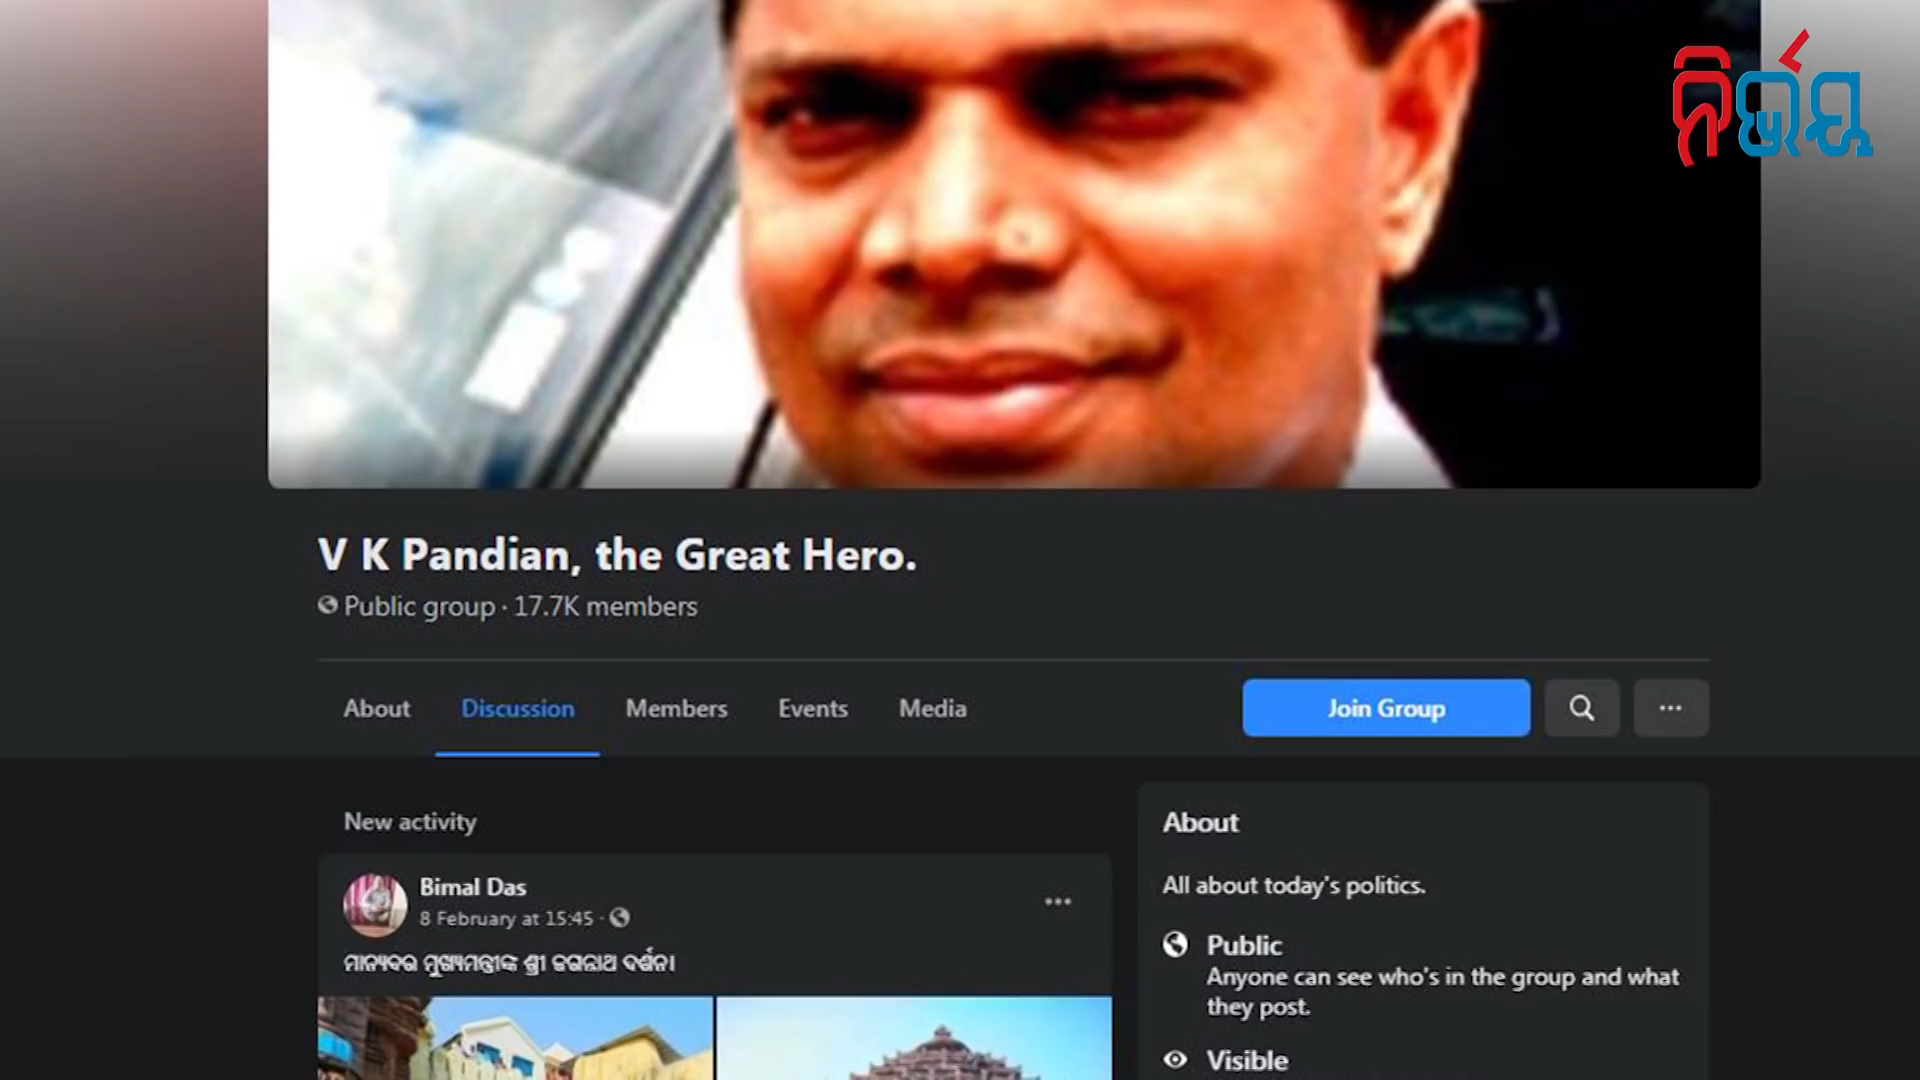 ନିର୍ଭୟ
V K Pandian, the Great Hero.
Public group · 17.7K members
About Discussion Members Events Media Join Group
New activity
Bimal Das
8 February at 15:45 ·
ମାନ୍ୟବର ମୁଖ୍ୟମନ୍ତ୍ରୀଙ୍କ ଶ୍ରୀ ଜଗନ୍ନାଥ ଦର୍ଶନ।
About
All about today's politics.
Public
Anyone can see who's in the group and what
they post.
Visible